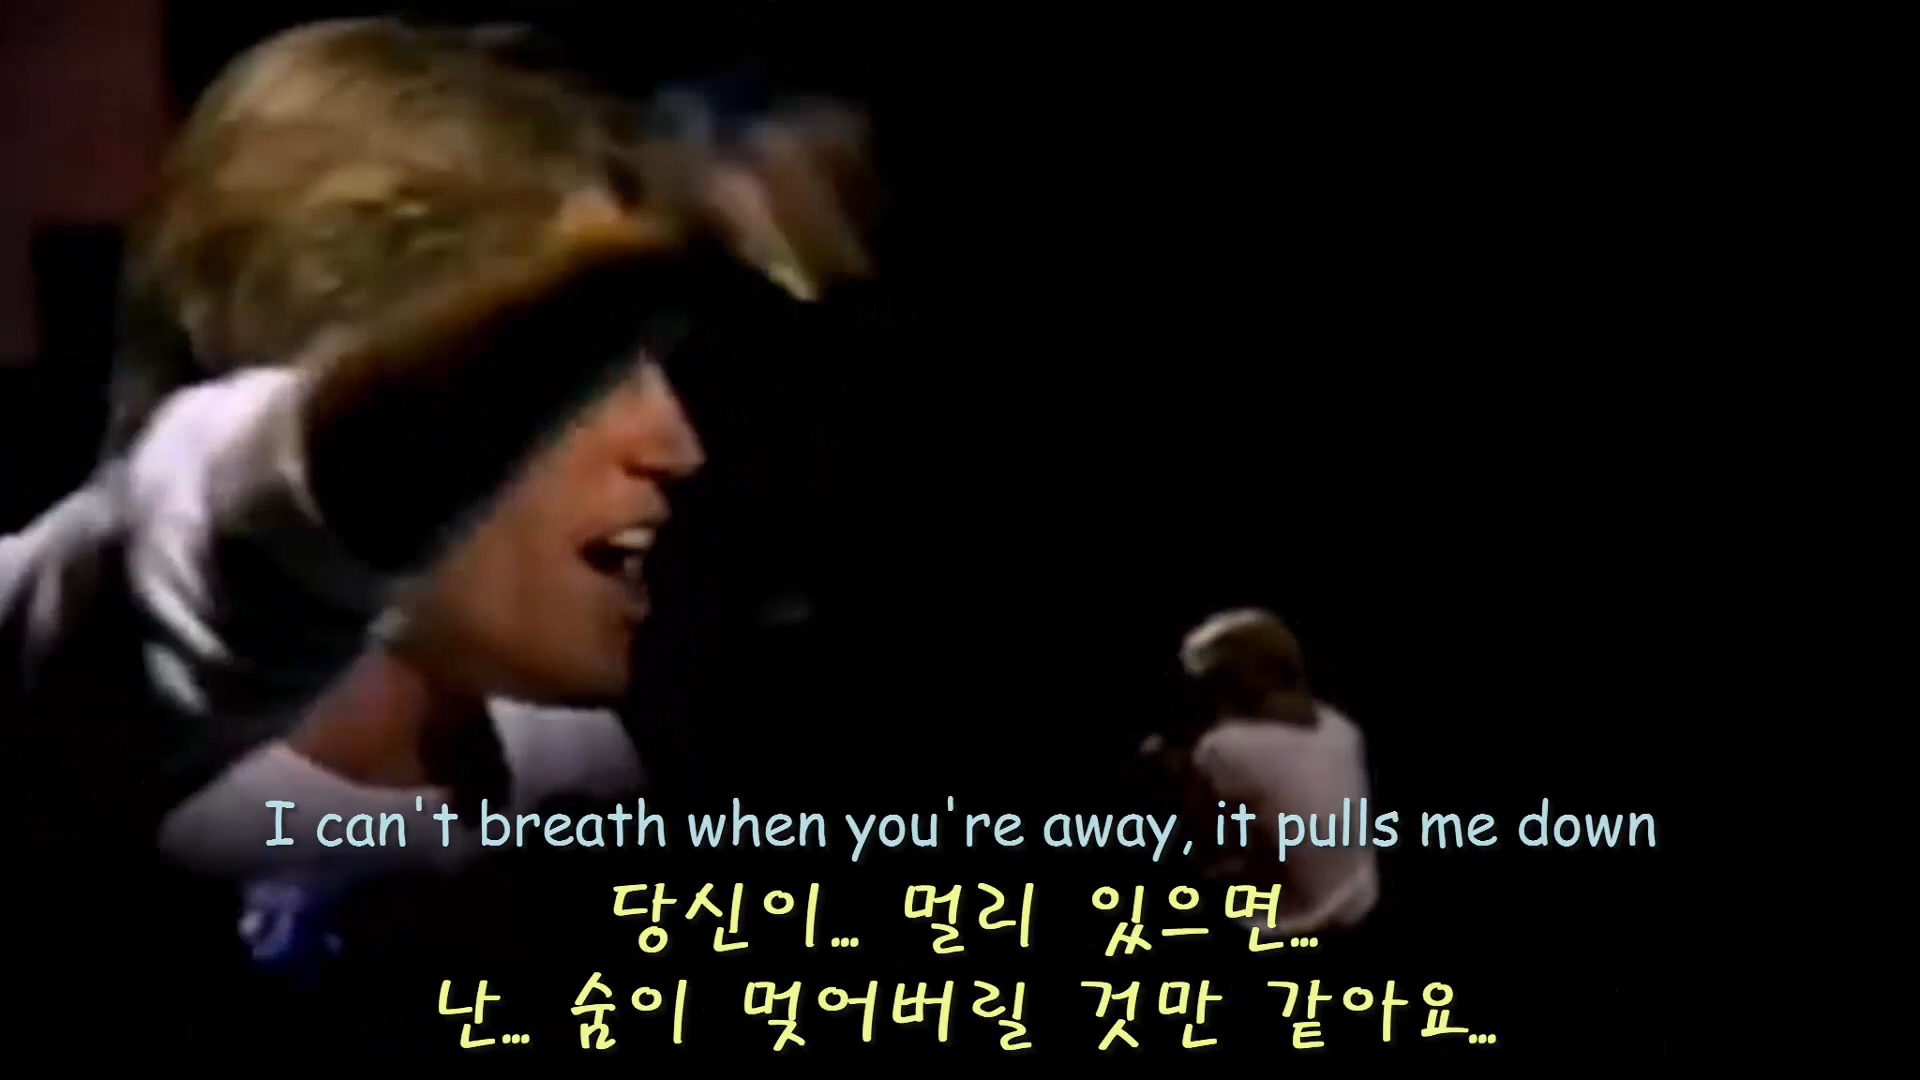 I can't breath when you're away, it pulls me down
당신이... 멀리 있으면...
난... 숨이 멎어버릴 것만 같아요...